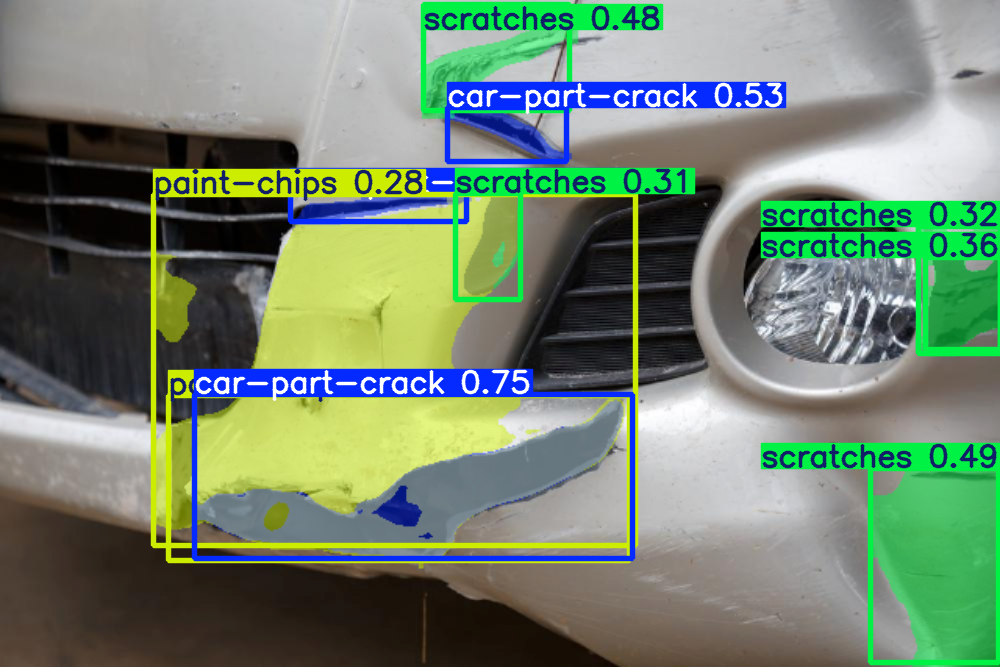 scratches 0.48
car-part-crack 0.53
paint-chips 0.28
scratches 0.31
scratches 0.32
scratches 0.36
car-part-crack 0.75
scratches 0.49